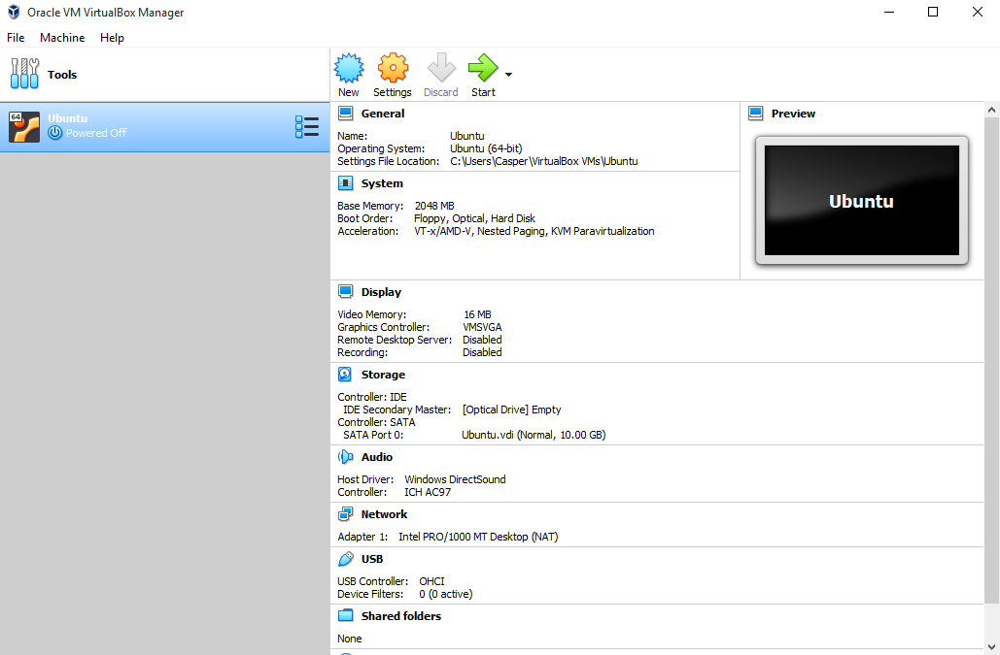 Oracle VM VirtualBox Manager
File Machine Help
Tools
New Settings Discard Start
64
Ubuntu
Powered Off
General
Name: Ubuntu
Operating System: Ubuntu (64-bit)
Settings File Location: C:\Users\Casper\VirtualBox VMs\Ubuntu
System
Base Memory: 2048 MB
Boot Order: Floppy, Optical, Hard Disk
Acceleration: VT-x/AMD-V, Nested Paging, KVM Paravirtualization
Preview
Ubuntu
Display
Video Memory: 16 MB
Graphics Controller: VMSVGA
Remote Desktop Server: Disabled
Recording: Disabled
Storage
Controller: IDE
IDE Secondary Master: [Optical Drive] Empty
Controller: SATA
SATA Port 0: Ubuntu.vdi (Normal, 10.00 GB)
Audio
Host Driver: Windows DirectSound
Controller: ICH AC97
Network
Adapter 1: Intel PRO/1000 MT Desktop (NAT)
USB
USB Controller: OHCI
Device Filters: 0 (0 active)
Shared folders
None